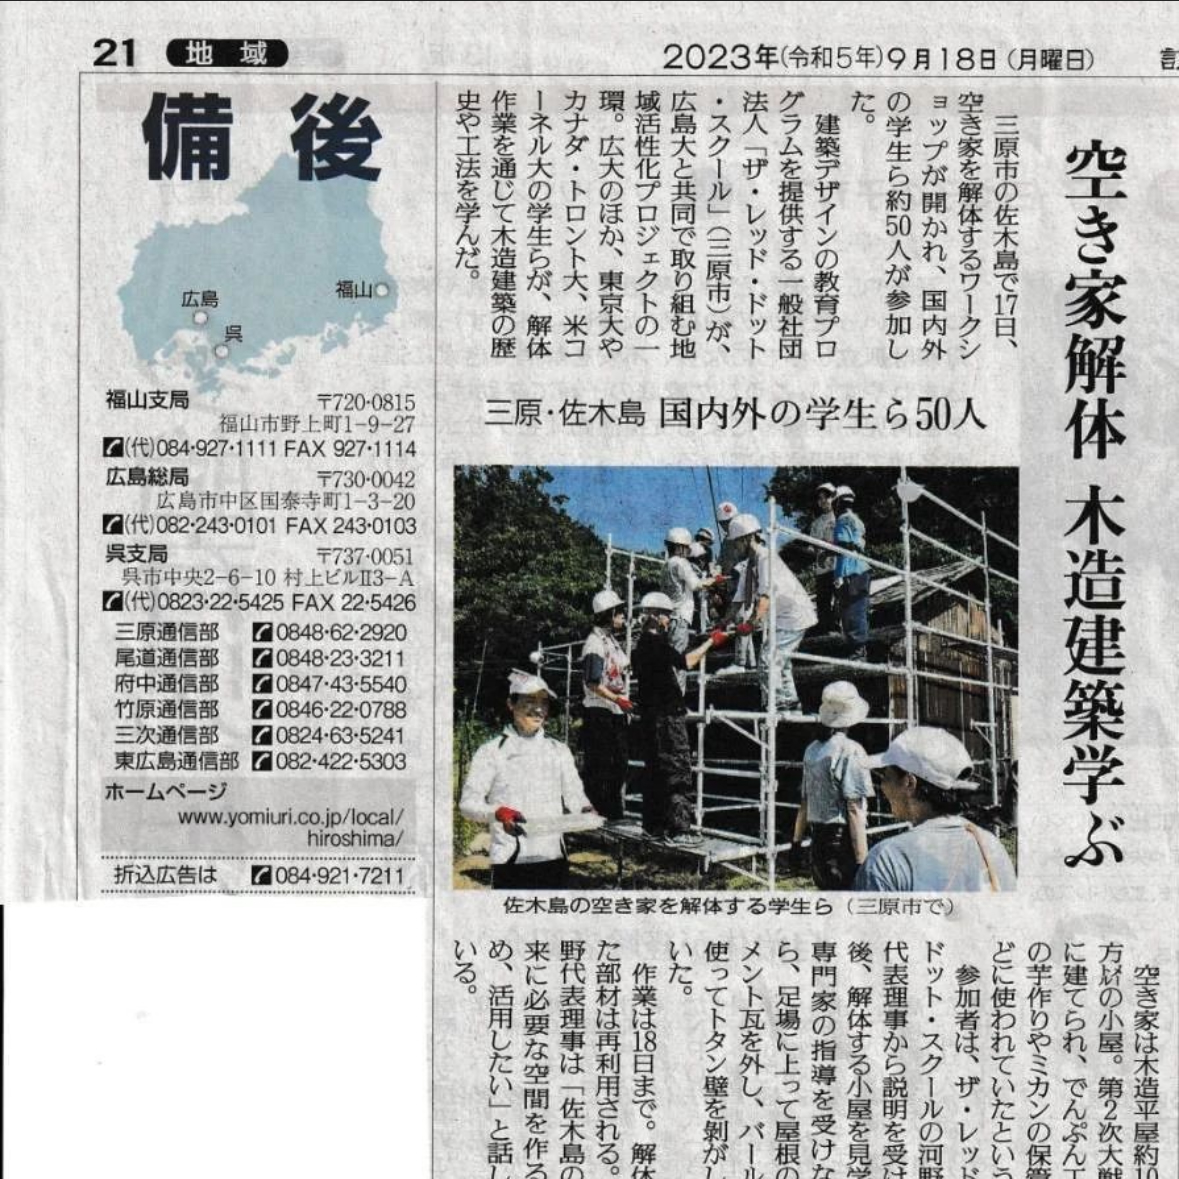 21 地域
2023年(令和5年)9月18日(月曜日)
備後
広島
福山
呉
福山支局 〒720・0815
福山市野上町1−9−27
(代)084・927・1111 FAX 927・1114
広島総局 〒730・0042
広島市中区国泰寺町1−3−20
(代)082・243・0101 FAX 243・0103
呉支局 〒737・0051
呉市中央2−6−10 村上ビルⅡ3−A
(代)0823・22・5425 FAX 22・5426
三原通信部 0848・62・2920
尾道通信部 0848・23・3211
府中通信部 0847・43・5540
竹原通信部 0846・22・0788
三次通信部 0824・63・5241
東広島通信部 082・422・5303
ホームページ
www.yomiuri.co.jp/local/
hiroshima/
折込広告は 084・921・7211
空き家解体 木造建築学ぶ
三原・佐木島 国内外の学生ら50人
三原市の佐木島で17日、
空き家を解体するワークシ
ョップが開かれ、国内外
の学生ら約50人が参加し
た。
建築デザインの教育プロ
グラムを提供する一般社団
法人「ザ・レッド・ドット
・スクール」(三原市)が、
広島大と共同で取り組む地
域活性化プロジェクトの一
環。広大のほか、東京大や
カナダ・トロント大、米コ
ーネル大の学生らが、解体
作業を通じて木造建築の歴
史や工法を学んだ。
佐木島の空き家を解体する学生ら(三原市で)
空き家は木造平屋約10
方㍍の小屋。第2次大戦
に建てられ、でんぷん工
の芋作りやミカンの保管
どに使われていたという
参加者は、ザ・レッド
ドット・スクールの河野
代表理事から説明を受け
後、解体する小屋を見学
専門家の指導を受けな
ら、足場に上って屋根の
メント瓦を外し、バール
使ってトタン壁を剝がし
いた。
作業は18日まで。解体
た部材は再利用される。
野代表理事は「佐木島の
来に必要な空間を作る
め、活用したい」と話し
いる。